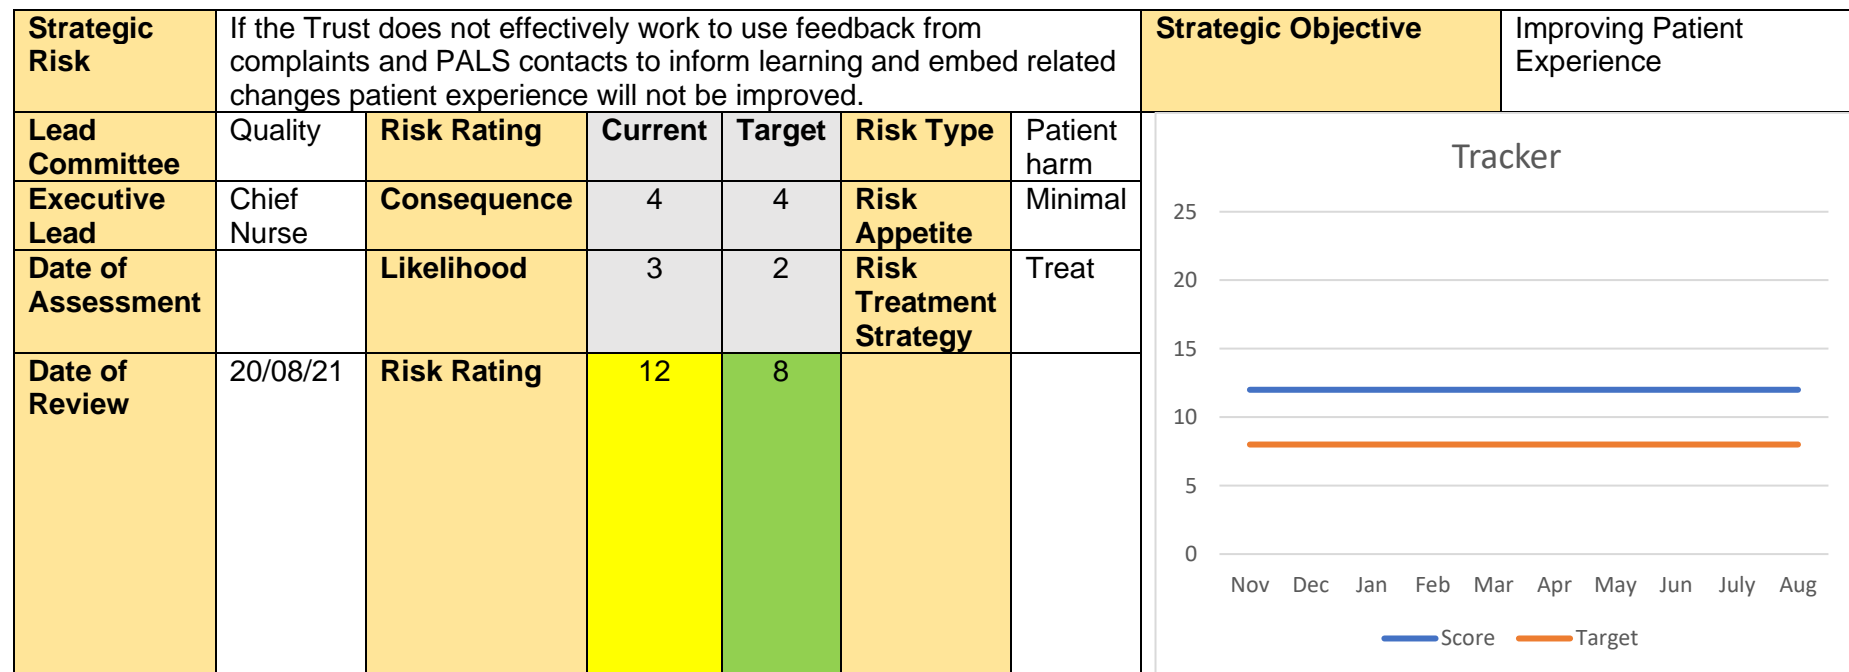 Strategic Risk
If the Trust does not effectively work to use feedback from
complaints and PALS contacts to inform learning and embed related
changes patient experience will not be improved.
Strategic Objective
Improving Patient
Experience
Lead
Committee
Quality
Risk Rating
Current
Target
Risk Type
Patient
harm
Executive
Lead
Chief
Nurse
Consequence
4
4
Risk
Appetite
Minimal
Date of
Assessment
Likelihood
3
2
Risk
Treatment
Strategy
Treat
Date of
Review
20/08/21
Risk Rating
12
8
Tracker
25
20
15
10
5
0
Nov Dec Jan Feb Mar Apr May Jun July Aug
Score Target